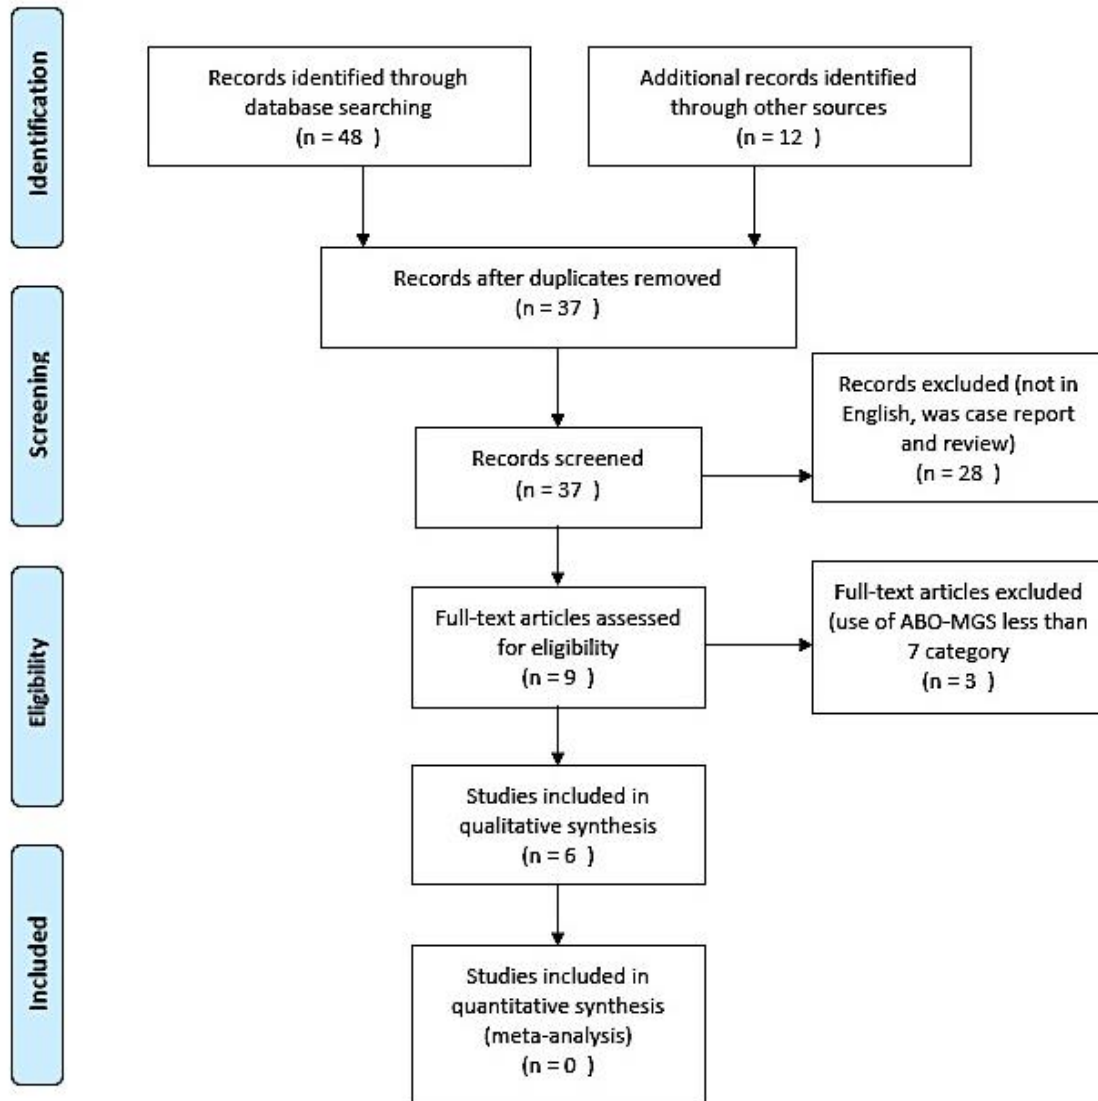 Identification
Records identified through
database searching
(n = 48 )
Additional records identified
through other sources
(n = 12 )
Records after duplicates removed
(n = 37 )
Screening
Records screened
(n = 37 )
Records excluded (not in
English, was case report
and review)
(n = 28 )
Eligibility
Full-text articles assessed
for eligibility
(n = 9 )
Full-text articles excluded
(use of ABO-MGS less than
7 category
(n = 3 )
Studies included in
qualitative synthesis
(n = 6 )
Included
Studies included in
quantitative synthesis
(meta-analysis)
(n = 0 )